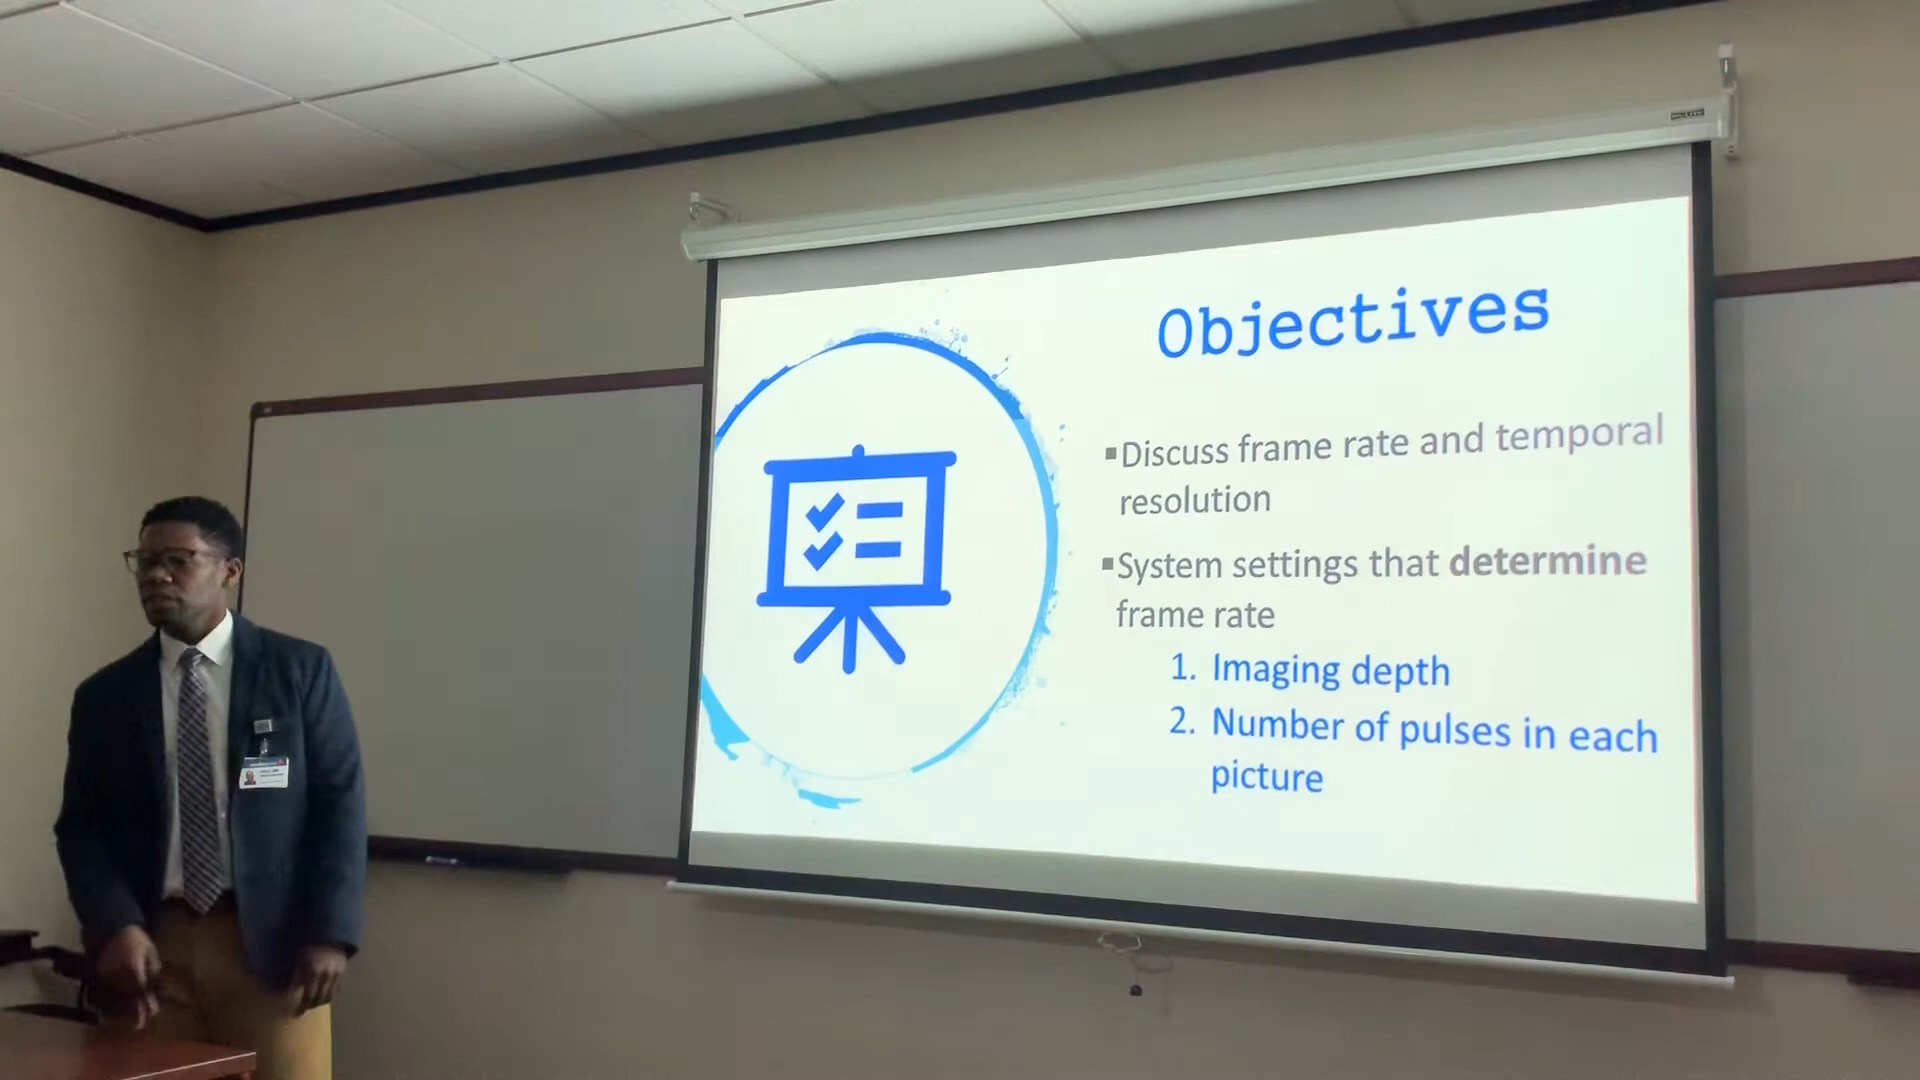 Objectives
▪Discuss frame rate and temporal
resolution
▪System settings that determine
frame rate
1. Imaging depth
2. Number of pulses in each
picture